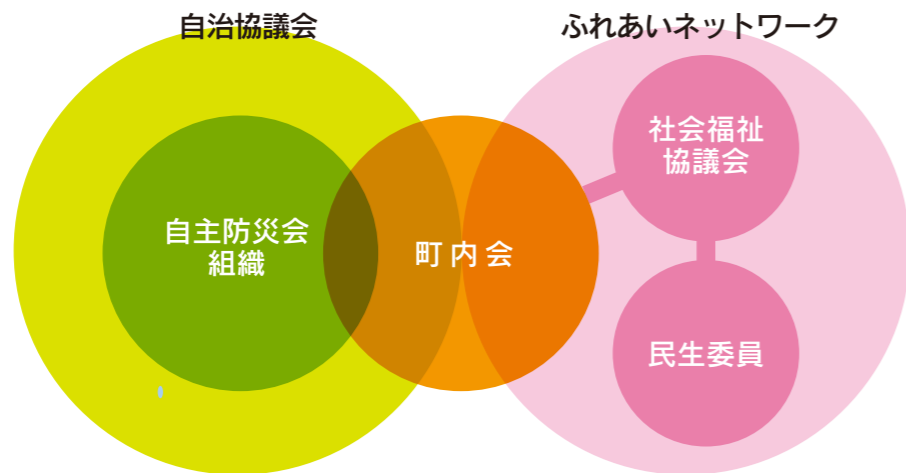 自治協議会
ふれあいネットワーク
社会福祉
協議会
自主防災会
組織
町内会
民生委員